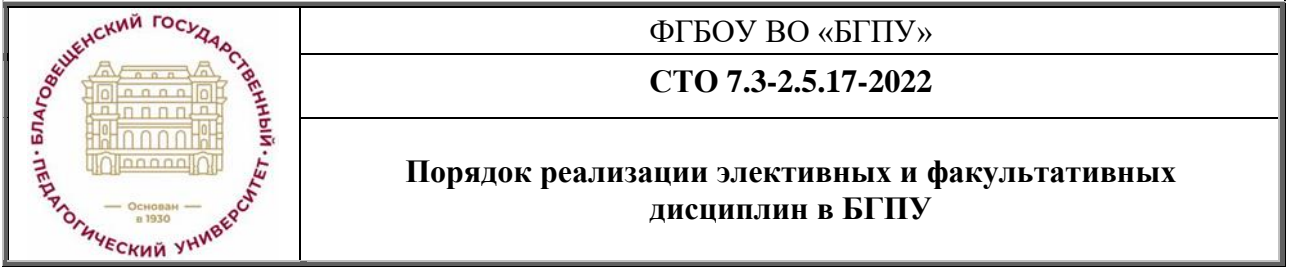 БЛАГОВЕЩЕНСКИЙ ГОСУДАРСТВЕННЫЙ
ПЕДАГОГИЧЕСКИЙ УНИВЕРСИТЕТ
Основан
в 1930
ФГБОУ ВО «БГПУ»
СТО 7.3-2.5.17-2022
Порядок реализации элективных и факультативных
дисциплин в БГПУ